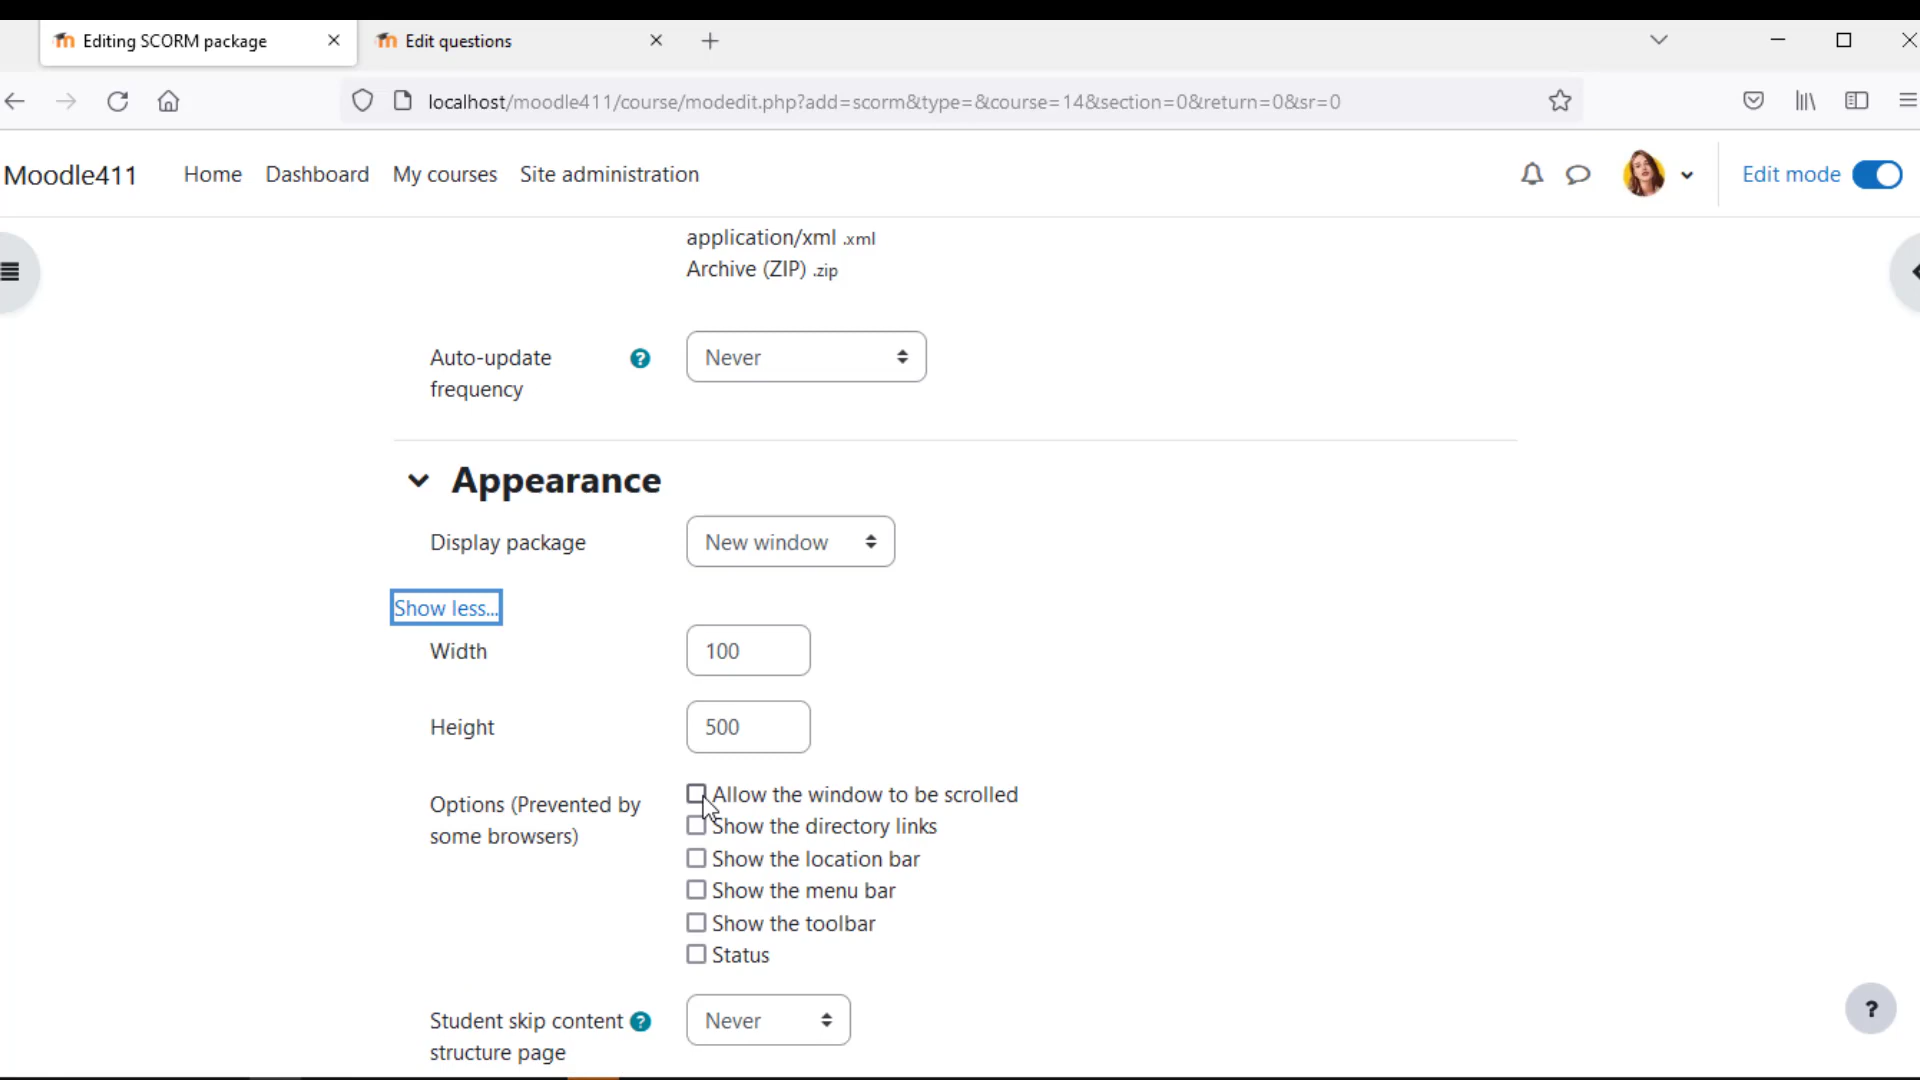 Editing SCORM package
Edit questions
localhost/moodle411/course/modedit.php?add=scorm&type=&course=14&section=0&return=0&sr=0
Moodle411 Home Dashboard My courses Site administration Edit mode
application/xml .xml
Archive (ZIP) .zip
Auto-update
frequency
?
Never
Appearance
Display package
New window
Show less...
Width
100
Height
500
Options (Prevented by
some browsers)
Allow the window to be scrolled
Show the directory links
Show the location bar
Show the menu bar
Show the toolbar
Status
Student skip content
structure page
?
Never
?